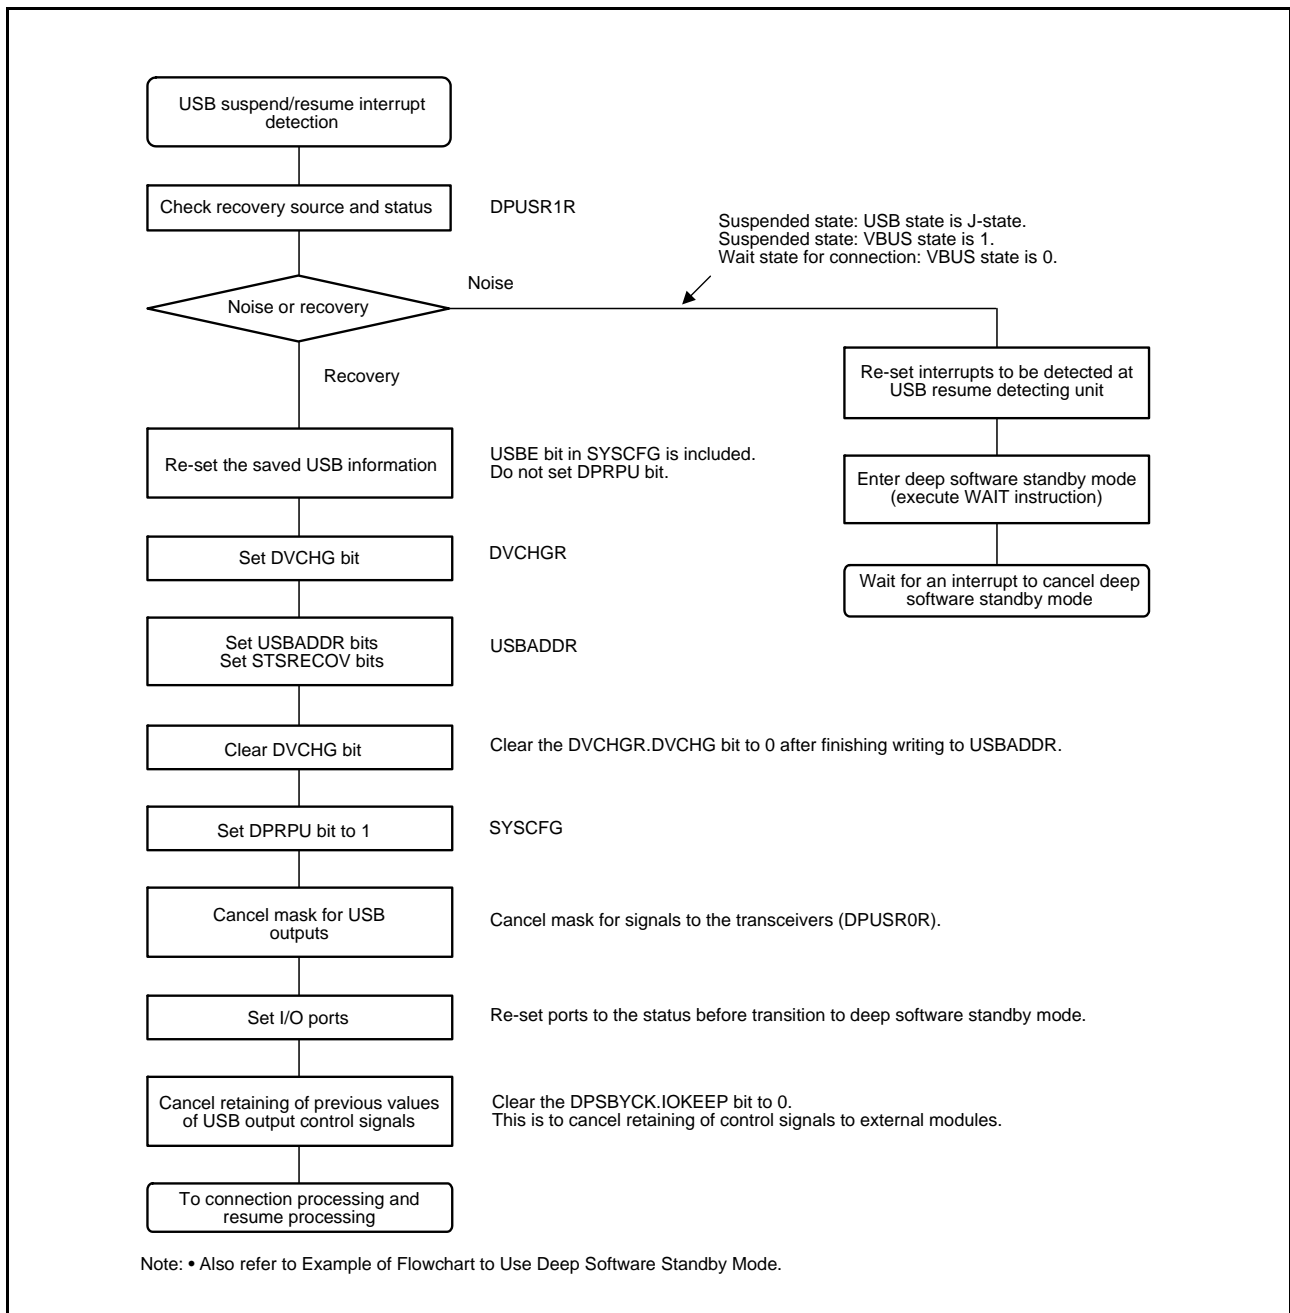 USB suspend/resume interrupt
detection
Check recovery source and status
DPUSR1R
Suspended state: USB state is J-state.
Suspended state: VBUS state is 1.
Wait state for connection: VBUS state is 0.
Noise
Noise or recovery
Recovery
Re-set interrupts to be detected at
USB resume detecting unit
Re-set the saved USB information
USBE bit in SYSCFG is included.
Do not set DPRPU bit.
Enter deep software standby mode
(execute WAIT instruction)
Set DVCHG bit
DVCHGR
Wait for an interrupt to cancel deep
software standby mode
Set USBADDR bits
Set STSRECOV bits
USBADDR
Clear DVCHG bit
Clear the DVCHGR.DVCHG bit to 0 after finishing writing to USBADDR.
Set DPRPU bit to 1
SYSCFG
Cancel mask for USB
outputs
Cancel mask for signals to the transceivers (DPUSR0R).
Set I/O ports
Re-set ports to the status before transition to deep software standby mode.
Cancel retaining of previous values
of USB output control signals
Clear the DPSBYCK.IOKEEP bit to 0.
This is to cancel retaining of control signals to external modules.
To connection processing and
resume processing
Note: • Also refer to Example of Flowchart to Use Deep Software Standby Mode.